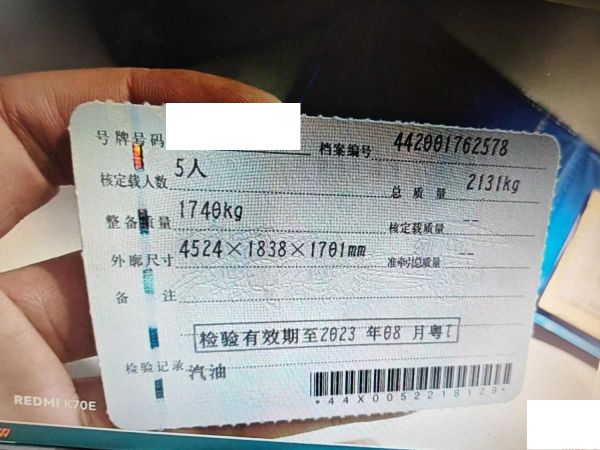 号牌号码
档案编号 442001762578
核定载人数 5人
总质量 2131kg
整备质量 1740kg
核定载质量 --
外廓尺寸 4524×1838×1701mm
准牵引总质量 --
备注
检验有效期至2023 年08 月粤T
检验记录 汽油
*44X0052218129*
REDMI K70E